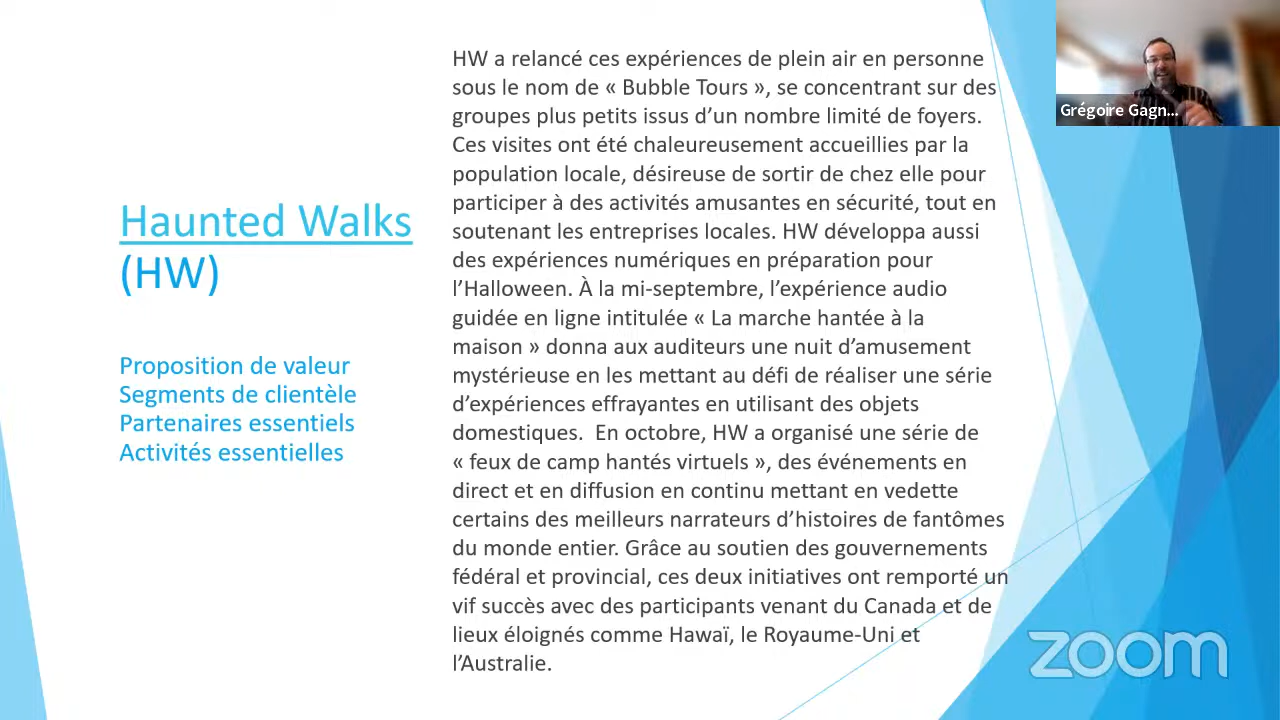 Haunted Walks
(HW)
Proposition de valeur
Segments de clientèle
Partenaires essentiels
Activités essentielles
HW a relancé ces expériences de plein air en personne
sous le nom de « Bubble Tours », se concentrant sur des
groupes plus petits issus d’un nombre limité de foyers.
Ces visites ont été chaleureusement accueillies par la
population locale, désireuse de sortir de chez elle pour
participer à des activités amusantes en sécurité, tout en
soutenant les entreprises locales. HW développa aussi
des expériences numériques en préparation pour
l’Halloween. À la mi-septembre, l’expérience audio
guidée en ligne intitulée « La marche hantée à la
maison » donna aux auditeurs une nuit d’amusement
mystérieuse en les mettant au défi de réaliser une série
d’expériences effrayantes en utilisant des objets
domestiques.  En octobre, HW a organisé une série de
« feux de camp hantés virtuels », des événements en
direct et en diffusion en continu mettant en vedette
certains des meilleurs narrateurs d’histoires de fantômes
du monde entier. Grâce au soutien des gouvernements
fédéral et provincial, ces deux initiatives ont remporté un
vif succès avec des participants venant du Canada et de
lieux éloignés comme Hawaï, le Royaume-Uni et
l’Australie.
Grégoire Gagn...
zoom